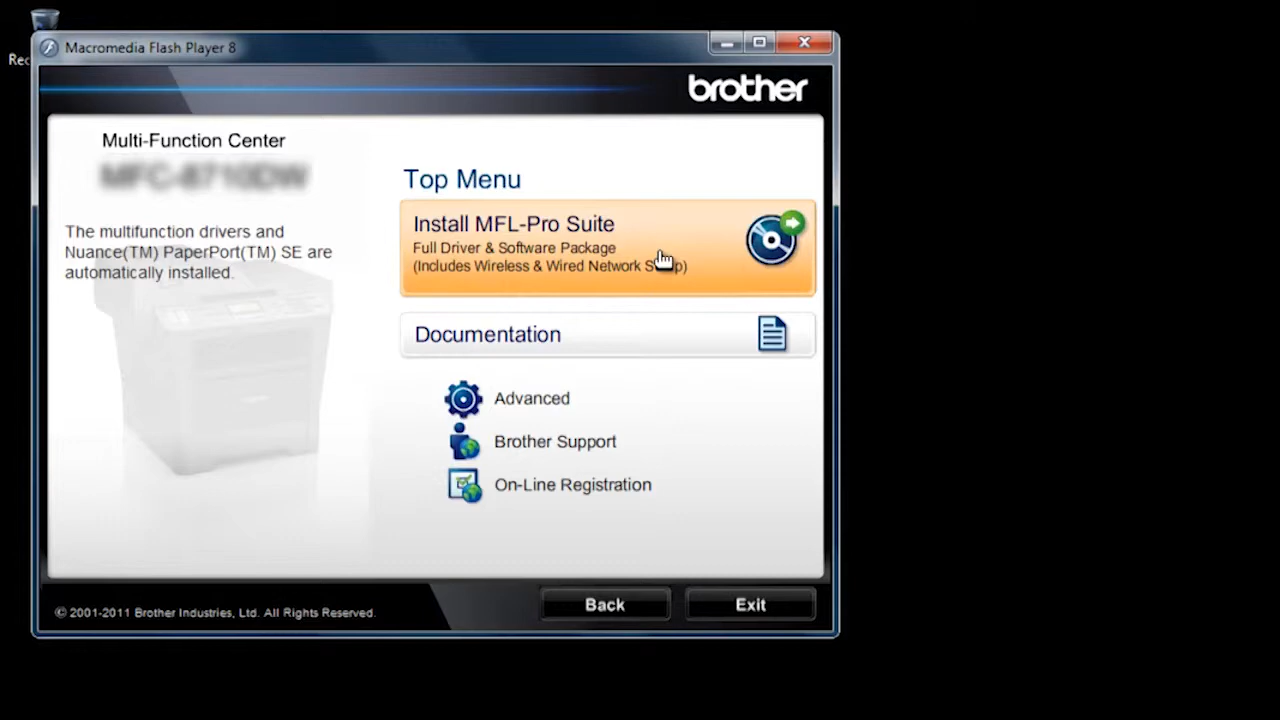 Macromedia Flash Player 8
brother
Multi-Function Center
MFC-8710DW
The multifunction drivers and
Nuance(TM) PaperPort(TM) SE are
automatically installed.
Top Menu
Install MFL-Pro Suite
Full Driver & Software Package
(Includes Wireless & Wired Network
Documentation
Advanced
Brother Support
On-Line Registration
© 2001-2011 Brother Industries, Ltd. All Rights Reserved.
Back
Exit